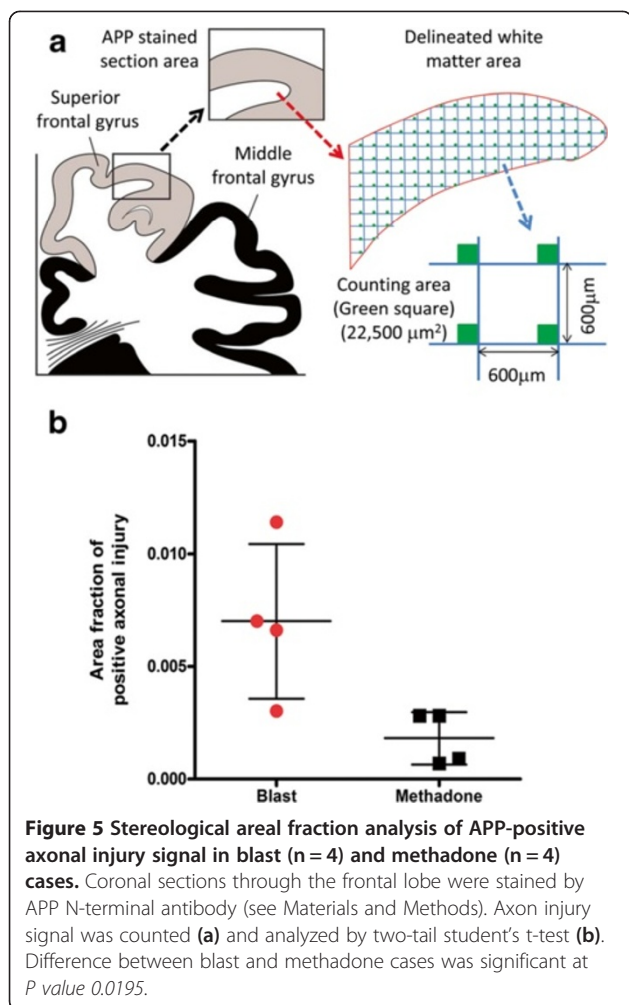 a
APP stained
section area
Delineated white
matter area
Superior
frontal gyrus
Middle
frontal gyrus
Counting area
(Green square)
(22,500 μm²)
600μm
600μm
b
Area fraction of
positive axonal injury
0.015
0.010
0.005
0.000
Blast
Methadone
Figure 5 Stereological areal fraction analysis of APP-positive
axonal injury signal in blast (n = 4) and methadone (n = 4)
cases. Coronal sections through the frontal lobe were stained by
APP N-terminal antibody (see Materials and Methods). Axon injury
signal was counted (a) and analyzed by two-tail student's t-test (b).
Difference between blast and methadone cases was significant at
P value 0.0195.